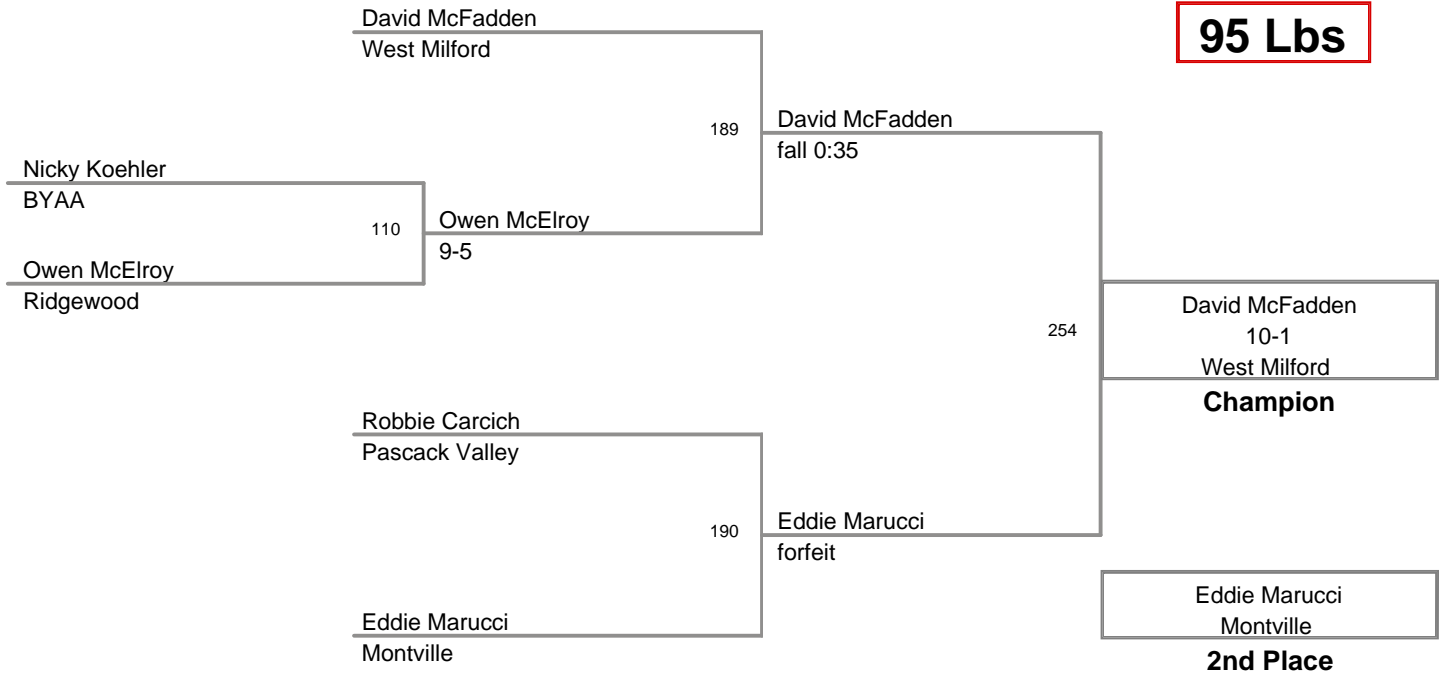 David McFadden
West Milford
95 Lbs
189
David McFadden
fall 0:35
Nicky Koehler
BYAA
110
Owen McElroy
9-5
Owen McElroy
Ridgewood
254
David McFadden
10-1
West Milford
Champion
Robbie Carcich
Pascack Valley
190
Eddie Marucci
forfeit
Eddie Marucci
Montville
Eddie Marucci
Montville
2nd Place